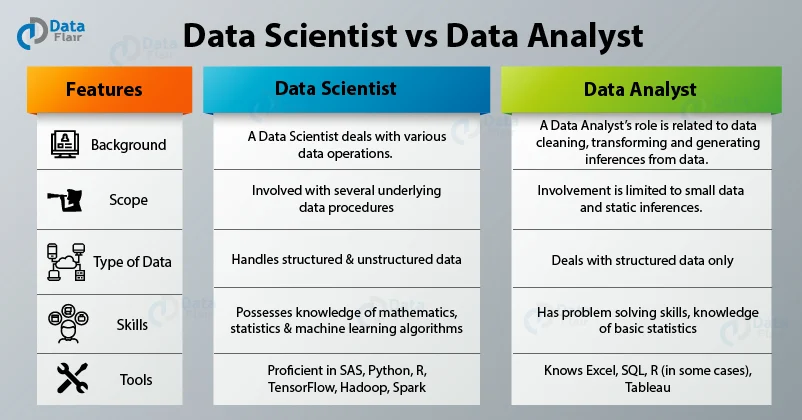 Data
Flair
Data Scientist vs Data Analyst
Features
Data Scientist
Data Analyst
Background
A Data Scientist deals with various
data operations.
A Data Analyst's role is related to data
cleaning, transforming and generating
inferences from data.
Scope
Involved with several underlying
data procedures
Involvement is limited to small data
and static inferences.
Type of Data
Handles structured & unstructured data
Deals with structured data only
Skills
Possesses knowledge of mathematics,
statistics & machine learning algorithms
Has problem solving skills, knowledge
of basic statistics
Tools
Proficient in SAS, Python, R,
TensorFlow, Hadoop, Spark
Knows Excel, SQL, R (in some cases),
Tableau